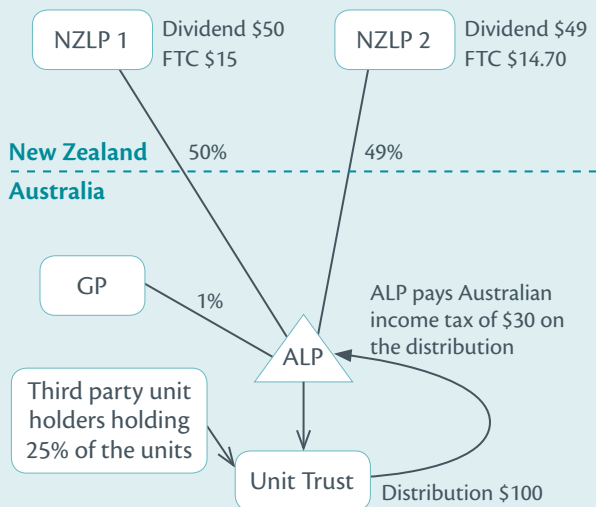 NZLP 1
Dividend $50
FTC $15
NZLP 2
Dividend $49
FTC $14.70
New Zealand
50%
49%
Australia
GP
1%
ALP pays Australian
income tax of $30 on
the distribution
ALP
Third party unit
holders holding
25% of the units
Unit Trust
Distribution $100